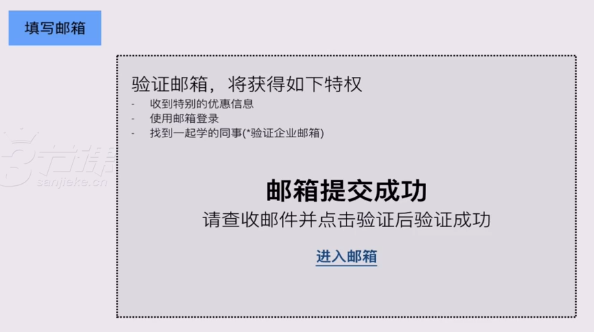 填写邮箱
验证邮箱，将获得如下特权
- 收到特别的优惠信息
- 使用邮箱登录
- 找到一起学的同事(*验证企业邮箱)
3节课
sanjieke.cn
邮箱提交成功
请查收邮件并点击验证后验证成功
进入邮箱